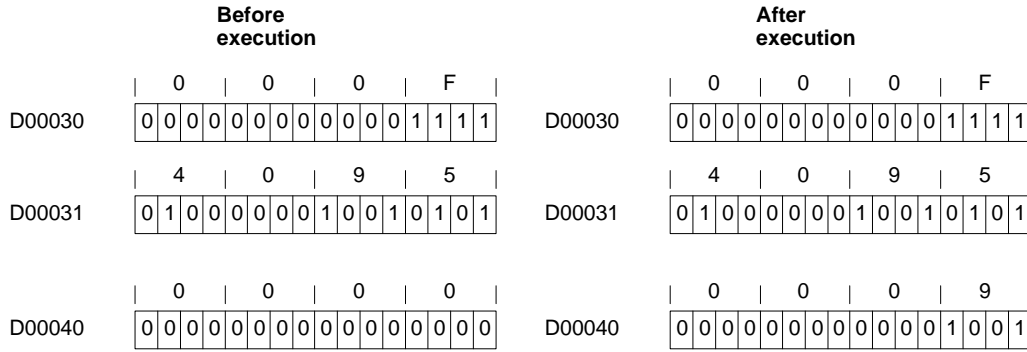 Before execution After execution
0 0 0 F 0 0 0 F
D00030 0 0 0 0 0 0 0 0 0 0 0 0 1 1 1 1 D00030 0 0 0 0 0 0 0 0 0 0 0 0 1 1 1 1
4 0 9 5 4 0 9 5
D00031 0 1 0 0 0 0 0 0 1 0 0 1 0 1 0 1 D00031 0 1 0 0 0 0 0 0 1 0 0 1 0 1 0 1
0 0 0 0 0 0 0 9
D00040 0 0 0 0 0 0 0 0 0 0 0 0 0 0 0 0 D00040 0 0 0 0 0 0 0 0 0 0 0 0 1 0 0 1